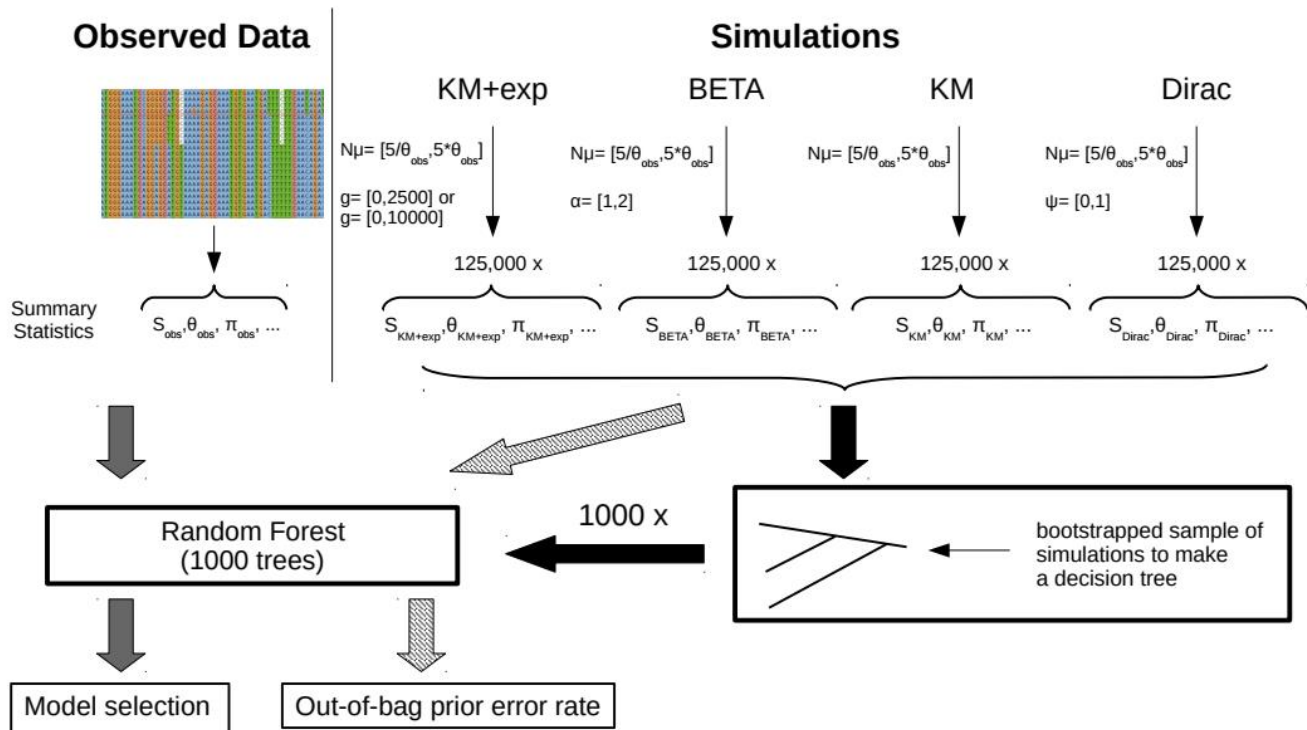 Observed Data
Simulations
KM+exp
BETA
KM
Dirac
Nμ= [5/θobs,5*θobs]
g= [0,2500] or
g= [0,10000]
Nμ= [5/θobs,5*θobs]
α= [1,2]
Nμ= [5/θobs,5*θobs]
Nμ= [5/θobs,5*θobs]
ψ= [0,1]
125,000 x
125,000 x
125,000 x
125,000 x
Summary
Statistics
Sobs,θobs, πobs, ...
SKM+exp,θKM+exp, πKM+exp, ...
SBETA,θBETA, πBETA, ...
SKM,θKM, πKM, ...
SDirac,θDirac, πDirac, ...
Random Forest
(1000 trees)
1000 x
bootstrapped sample of
simulations to make
a decision tree
Model selection
Out-of-bag prior error rate